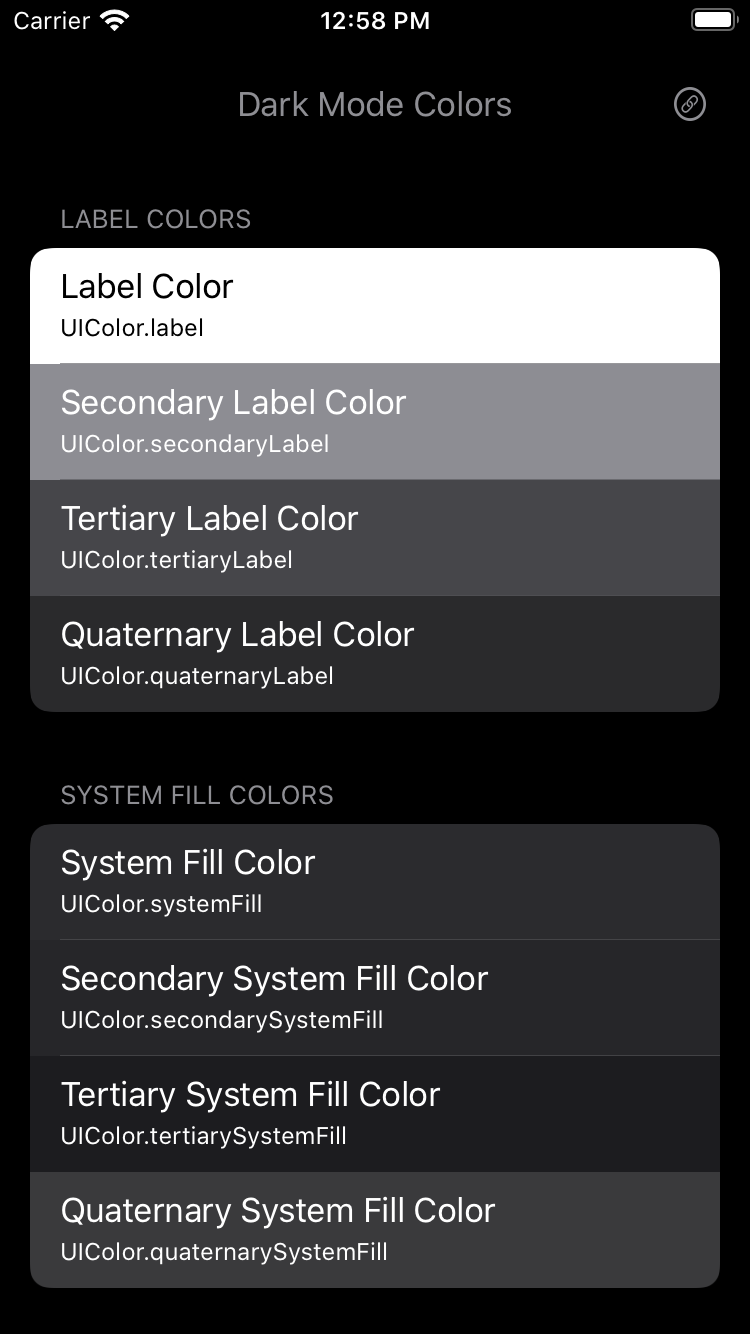 Carrier 12:58 PM
Dark Mode Colors
LABEL COLORS
Label Color
UIColor.label
Secondary Label Color
UIColor.secondaryLabel
Tertiary Label Color
UIColor.tertiaryLabel
Quaternary Label Color
UIColor.quaternaryLabel
SYSTEM FILL COLORS
System Fill Color
UIColor.systemFill
Secondary System Fill Color
UIColor.secondarySystemFill
Tertiary System Fill Color
UIColor.tertiarySystemFill
Quaternary System Fill Color
UIColor.quaternarySystemFill